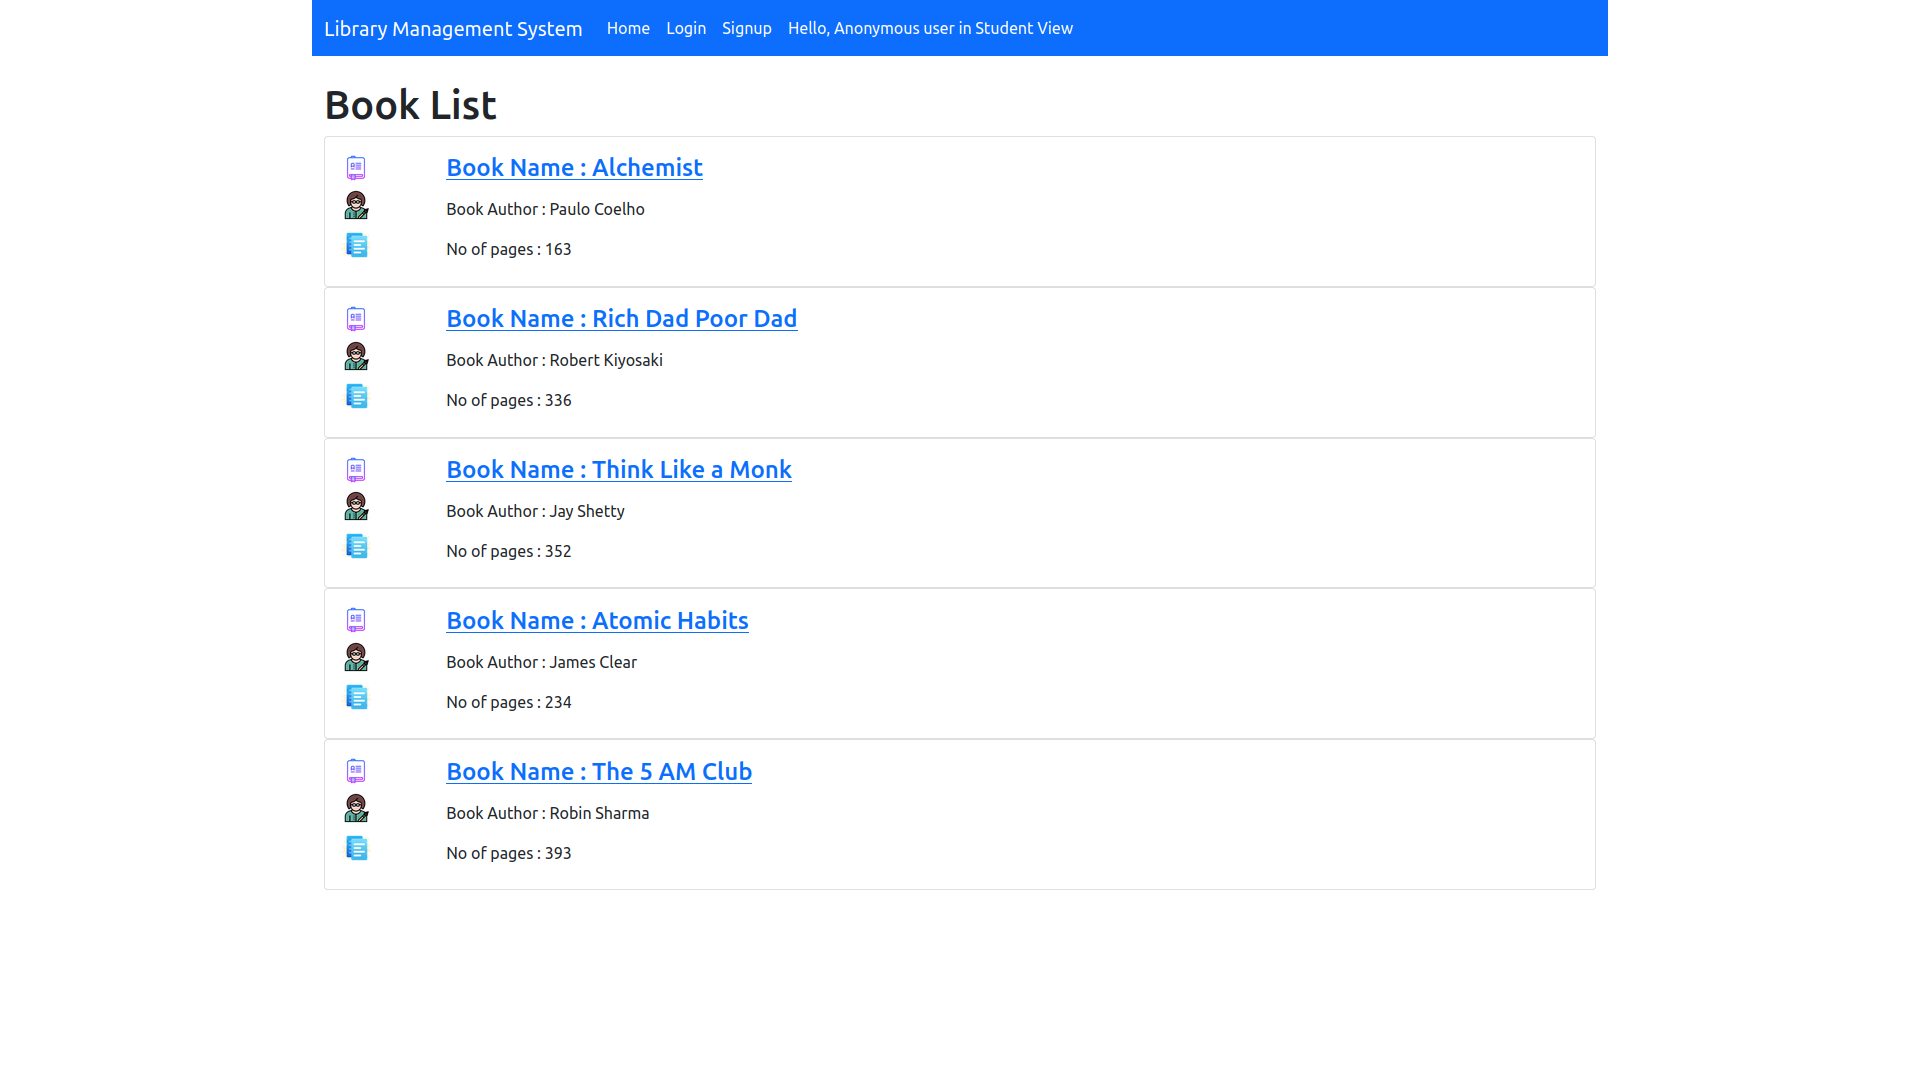 Library Management System Home Login Signup Hello, Anonymous user in Student View
Book List
Book Name : Alchemist
Book Author : Paulo Coelho
No of pages : 163
Book Name : Rich Dad Poor Dad
Book Author : Robert Kiyosaki
No of pages : 336
Book Name : Think Like a Monk
Book Author : Jay Shetty
No of pages : 352
Book Name : Atomic Habits
Book Author : James Clear
No of pages : 234
Book Name : The 5 AM Club
Book Author : Robin Sharma
No of pages : 393